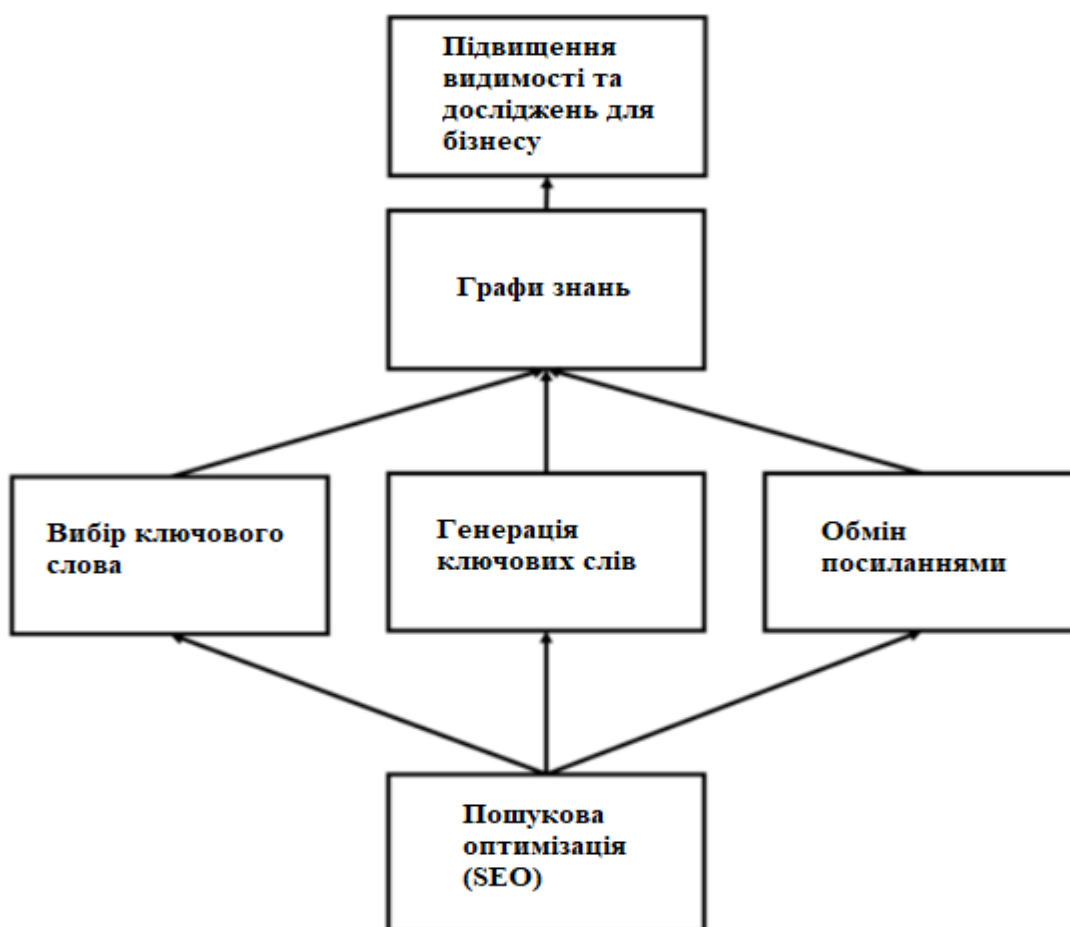 Підвищення
видимості та
досліджень для
бізнесу
Графи знань
Вибір ключового
слова
Генерація
ключових слів
Обмін
посиланнями
Пошукова
оптимізація
(SEO)